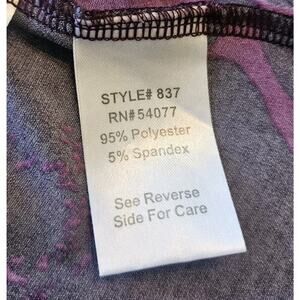 STYLE# 837
RN#54077
95% Polyester
5% Spandex
See Reverse
Side For Care